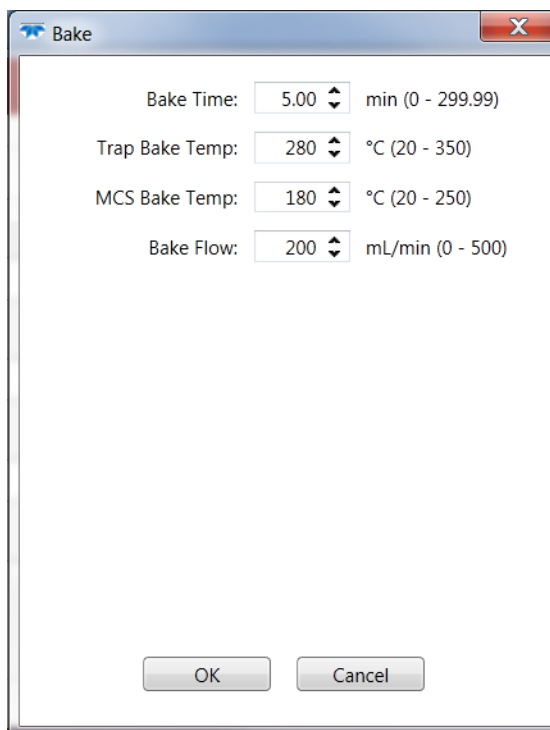 Bake
Bake Time: 5.00 min (0 - 299.99)
Trap Bake Temp: 280 °C (20 - 350)
MCS Bake Temp: 180 °C (20 - 250)
Bake Flow: 200 mL/min (0 - 500)
OK Cancel